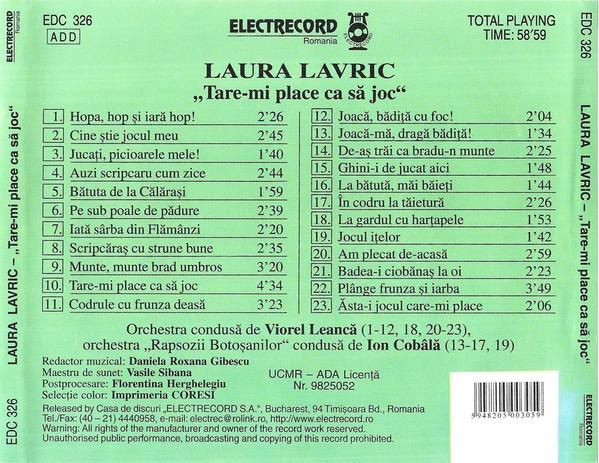 EDC 326
ADD
ELECTRECORD
Romania
ELECTRECORD
TOTAL PLAYING
TIME: 58'59
LAURA LAVRIC
„Tare-mi place ca să joc“
1. Hopa, hop și iară hop! 2'26
2. Cine știe jocul meu 2'45
3. Jucați, picioarele mele! 1'40
4. Auzi scripcaru cum zice 2'44
5. Bătuta de la Călărași 1'59
6. Pe sub poale de pădure 2'39
7. Iată sârba din Flămânzi 2'20
8. Scripcăraș cu strune bune 2'35
9. Munte, munte brad umbros 3'20
10. Tare-mi place ca să joc 4'34
11. Codrule cu frunza deasă 2'23
12. Joacă, bădiță cu foc! 2'04
13. Joacă-mă, dragă bădiță! 1'34
14. De-aș trăi ca bradu-n munte 2'25
15. Ghini-i de jucat aici 1'48
16. La bătută, măi băieți 1'44
17. În codru la tăietură 2'26
18. La gardul cu harțapele 1'53
19. Jocul ițelor 1'42
20. Am plecat de-acasă 2'59
21. Badea-i ciobănaș la oi 2'23
22. Plânge frunza și iarba 3'49
23. Ăsta-i jocul care-mi place 2'06
Orchestra condusă de Viorel Leancă (1-12, 18, 20-23),
orchestra „Rapsozii Botoșanilor“ condusă de Ion Cobâlă (13-17, 19)
Redactor muzical: Daniela Roxana Gibescu
Maestru de sunet: Vasile Sibana
Postprocesare: Florentina Herghelegiu
Selecție color: Imprimeria CORESI
UCMR - ADA Licență
Nr. 9825052
Released by Casa de discuri „ELECTRECORD S.A.", Bucharest, 94 Timișoara Bd., Romania
Tel./Fax: (40 – 21) 4440958, e-mail: electrec@rolink.ro, http://www.electrecord.ro
Warning: All rights of the manufacturer and owner of the record work reserved.
Unauthorised public performance, broadcasting and copying of this record prohibited.
5948205003059
EDC 326 LAURA LAVRIC – „Tare-mi place ca să joc“ ELECTRECORD Romania
EDC 326 LAURA LAVRIC – „Tare-mi place ca să joc“ ELECTRECORD Romania